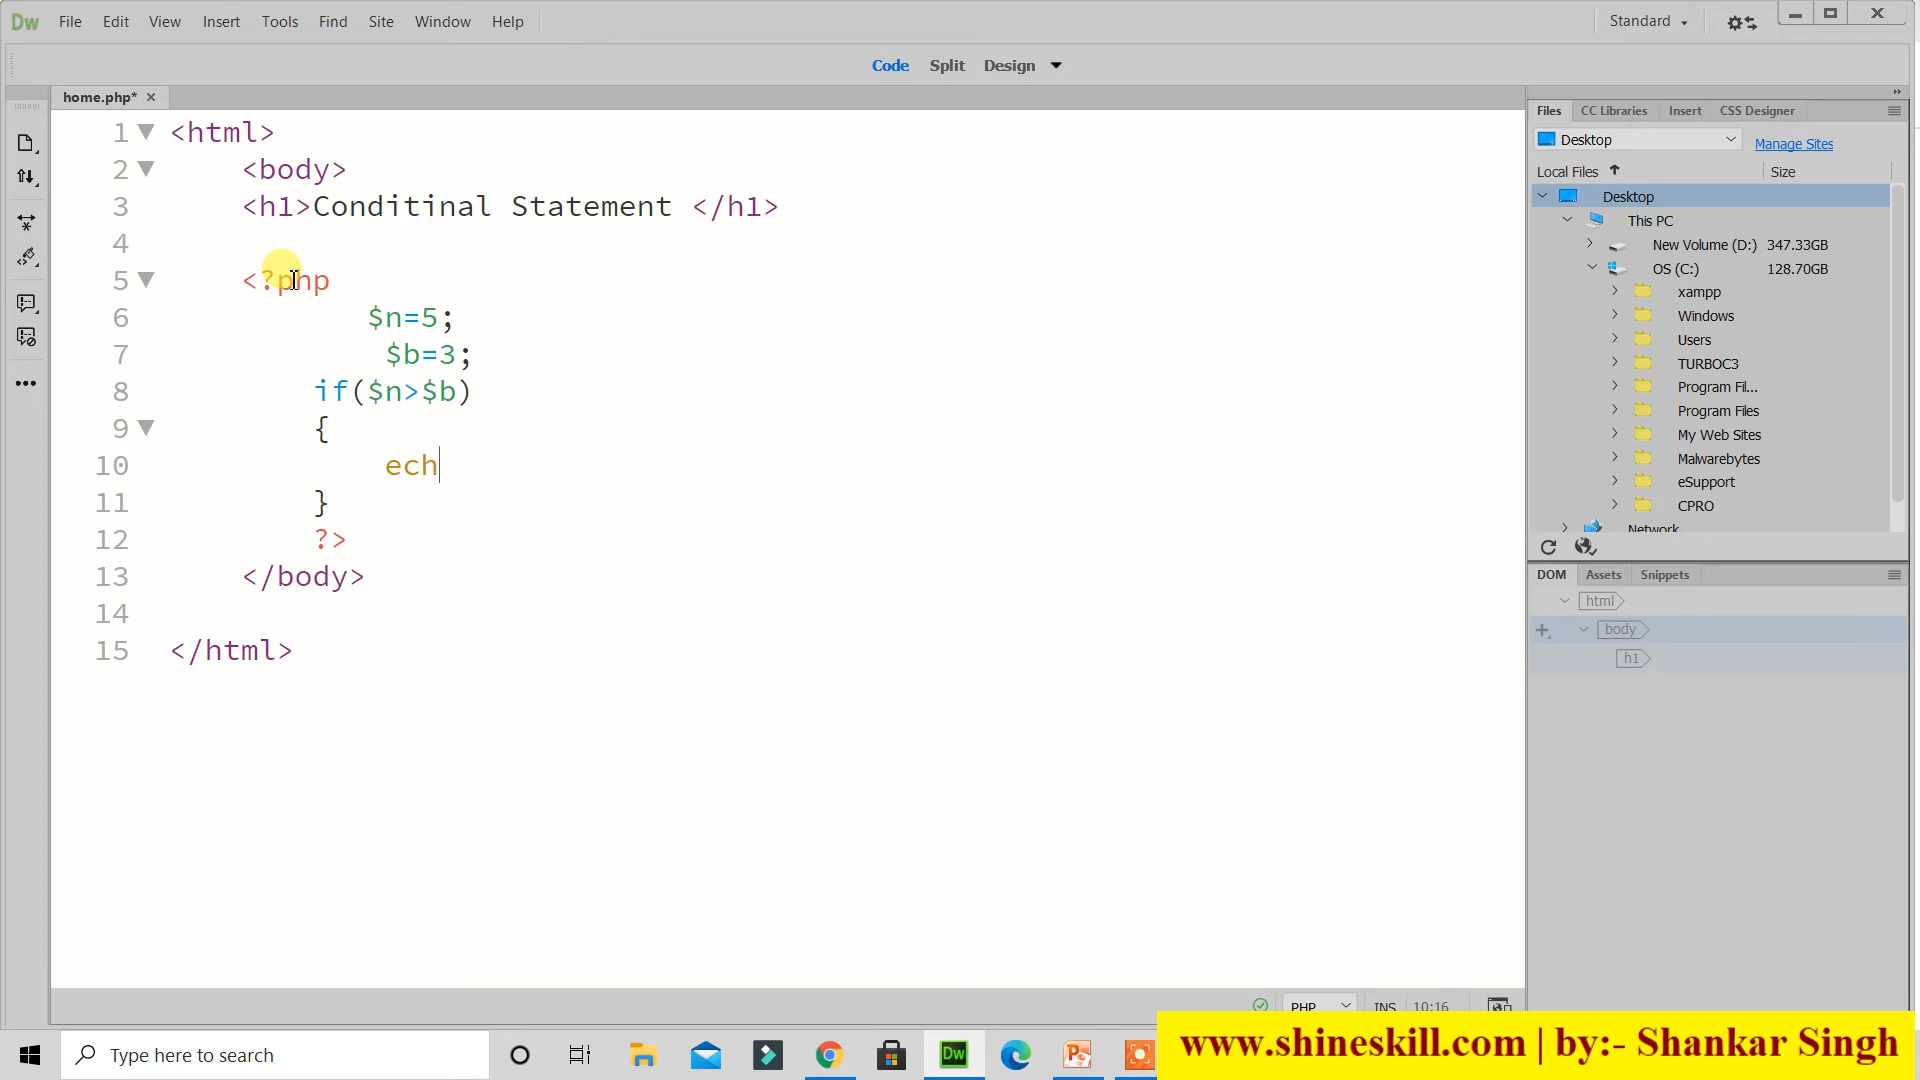 Dw File Edit View Insert Tools Find Site Window Help Standard
Code Split Design
home.php*
Files CC Libraries Insert CSS Designer
Desktop Manage Sites
Local Files Size
Desktop
This PC
New Volume (D:) 347.33GB
OS (C:) 128.70GB
xampp
Windows
Users
TURBOC3
Program Fil...
Program Files
My Web Sites
Malwarebytes
eSupport
CPRO
Network
DOM Assets Snippets
html
body
h1
1 <html>
2 <body>
3 <h1>Conditinal Statement </h1>
4
5 <?php
6 $n=5;
7 $b=3;
8 if($n>$b)
9 {
10 ech
11 }
12 ?>
13 </body>
14
15 </html>
PHP INS 10:16
Type here to search
Dw
www.shineskill.com | by:- Shankar Singh